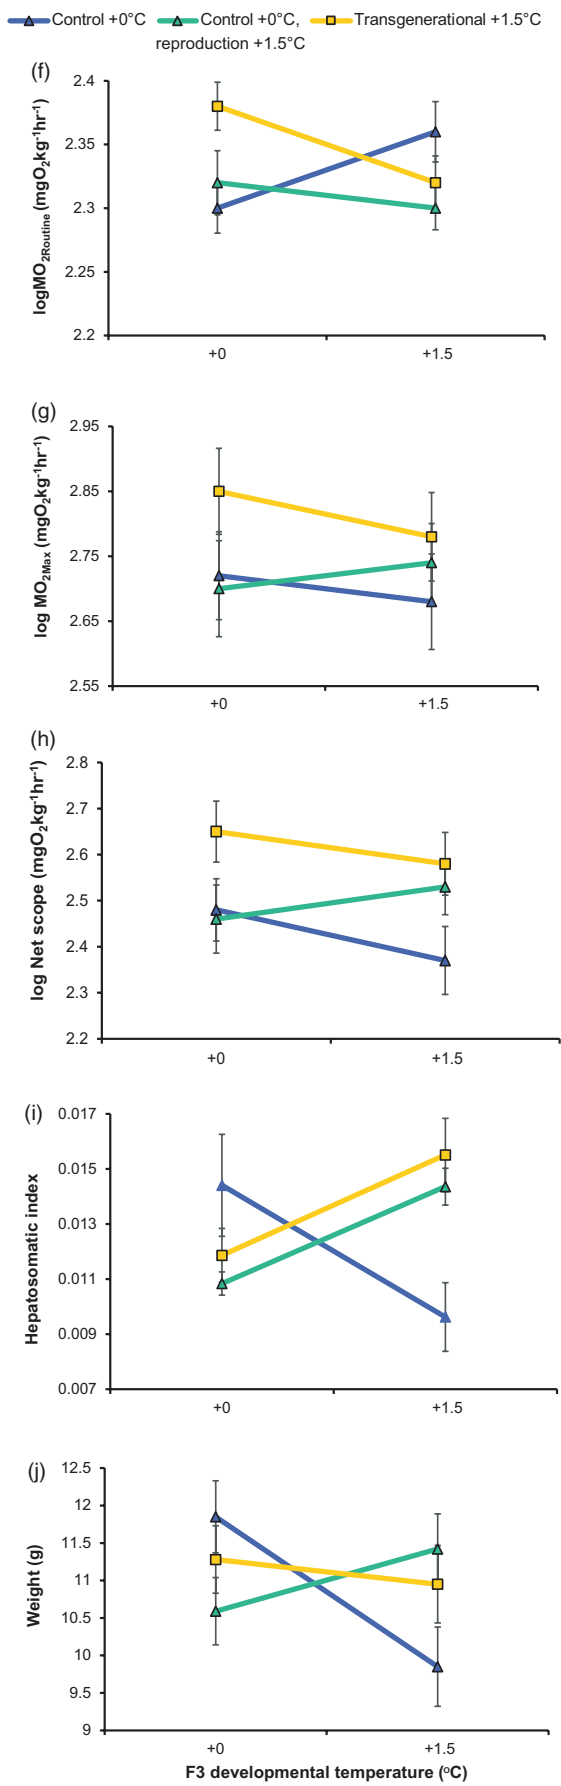 Control +0°C Control +0°C, Transgenerational +1.5°C
reproduction +1.5°C
(f)
logMO2Routine (mgO2kg-1hr-1)
2.4
2.35
2.3
2.25
2.2
+0 +1.5
(g)
log MO2Max (mgO2kg-1hr-1)
2.95
2.85
2.75
2.65
2.55
+0 +1.5
(h)
log Net scope (mgO2kg-1hr-1)
2.8
2.7
2.6
2.5
2.4
2.3
2.2
+0 +1.5
(i)
Hepatosomatic index
0.017
0.015
0.013
0.011
0.009
0.007
+0 +1.5
(j)
Weight (g)
12.5
12
11.5
11
10.5
10
9.5
9
+0 +1.5
F3 developmental temperature (°C)